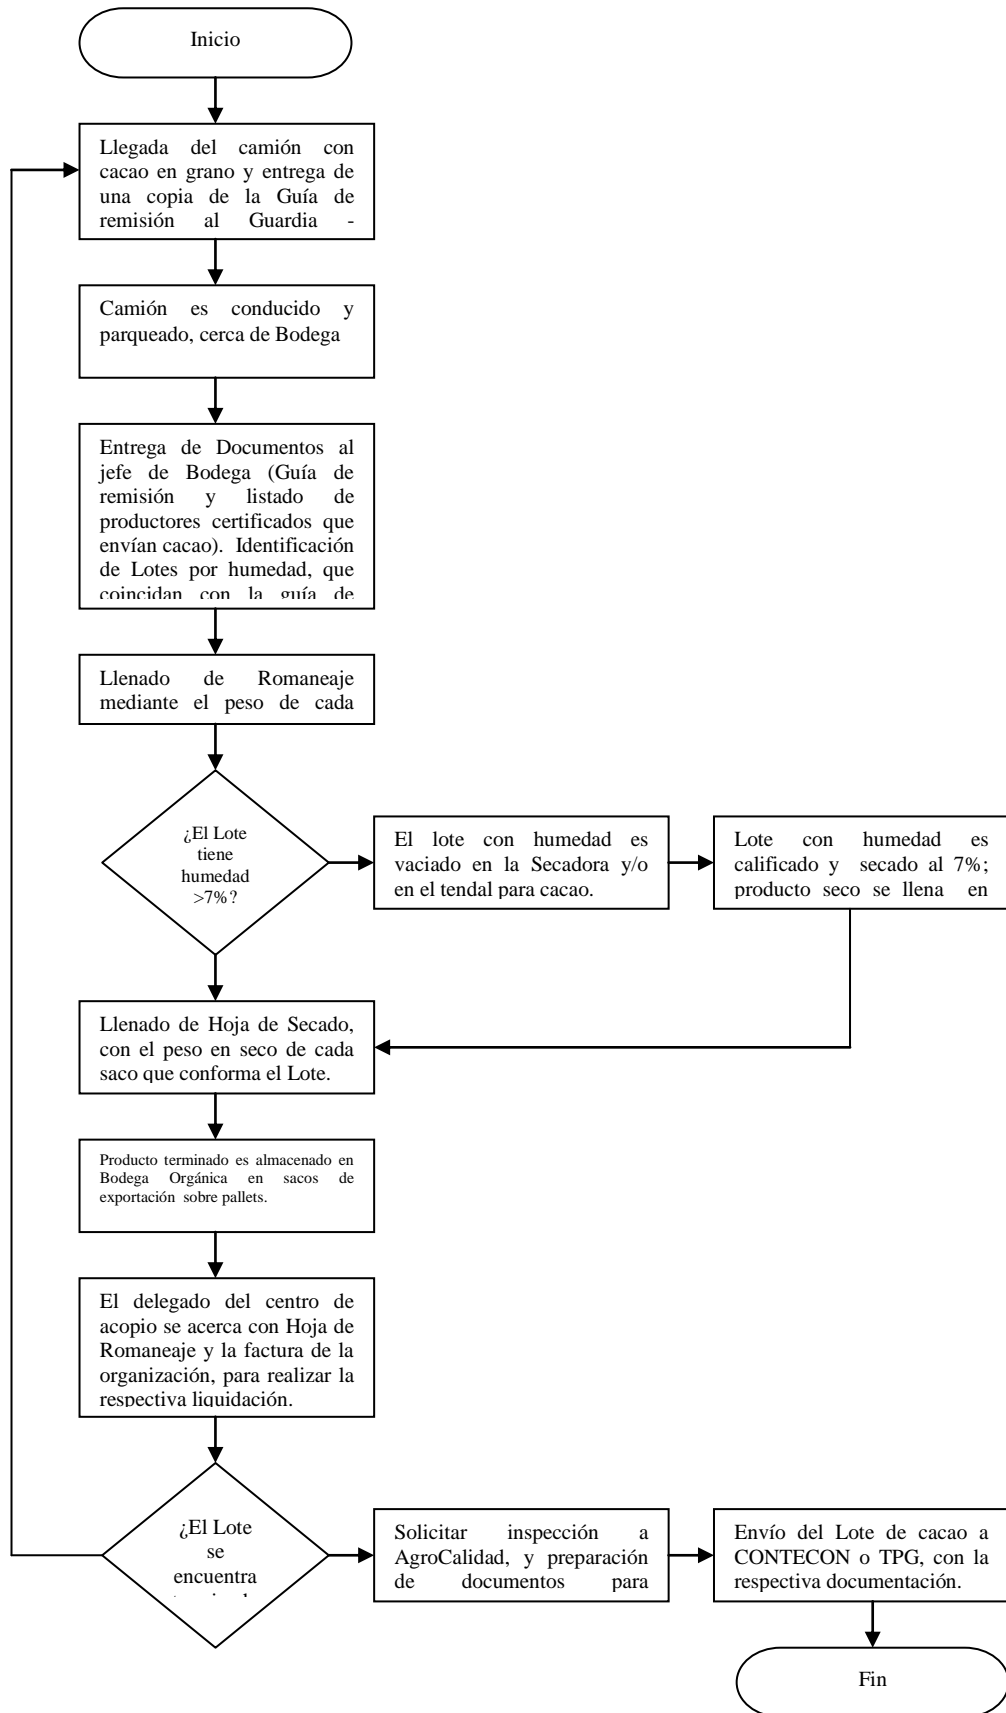 Inicio
Llegada del camión con
cacao en grano y entrega de
una copia de la Guía de
remisión al Guardia -
Camión es conducido y
parqueado, cerca de Bodega
Entrega de Documentos al
jefe de Bodega (Guía de
remisión y listado de
productores certificados que
envían cacao). Identificación
de Lotes por humedad, que
coincidan con la guía de
Llenado de Romaneaje
mediante el peso de cada
¿El Lote
tiene
humedad
>7%?
El lote con humedad es
vaciado en la Secadora y/o
en el tendal para cacao.
Lote con humedad es
calificado y secado al 7%;
producto seco se llena en
Llenado de Hoja de Secado,
con el peso en seco de cada
saco que conforma el Lote.
Producto terminado es almacenado en
Bodega Orgánica en sacos de
exportación sobre pallets.
El delegado del centro de
acopio se acerca con Hoja de
Romaneaje y la factura de la
organización, para realizar la
respectiva liquidación.
¿El Lote
se
encuentra
Solicitar inspección a
AgroCalidad, y preparación
de documentos para
Envío del Lote de cacao a
CONTECON o TPG, con la
respectiva documentación.
Fin